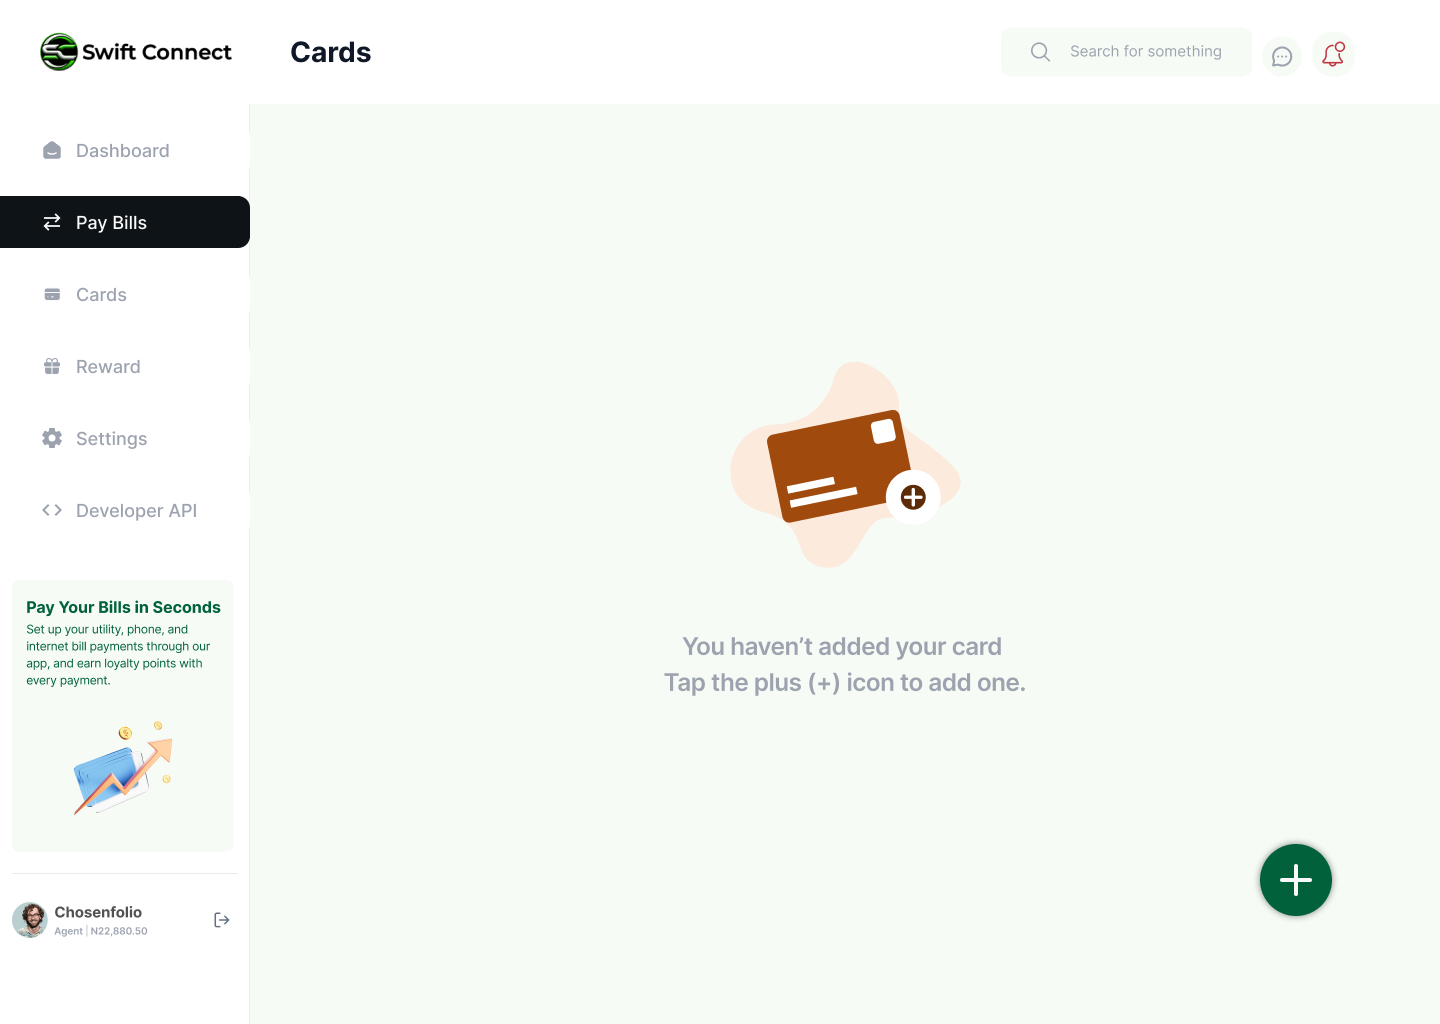 Swift Connect
Cards
Search for something
Dashboard
Pay Bills
Cards
Reward
Settings
Developer API
Pay Your Bills in Seconds
Set up your utility, phone, and
internet bill payments through our
app, and earn loyalty points with
every payment.
Chosenfolio
Agent | N22,880.50
You haven’t added your card
Tap the plus (+) icon to add one.